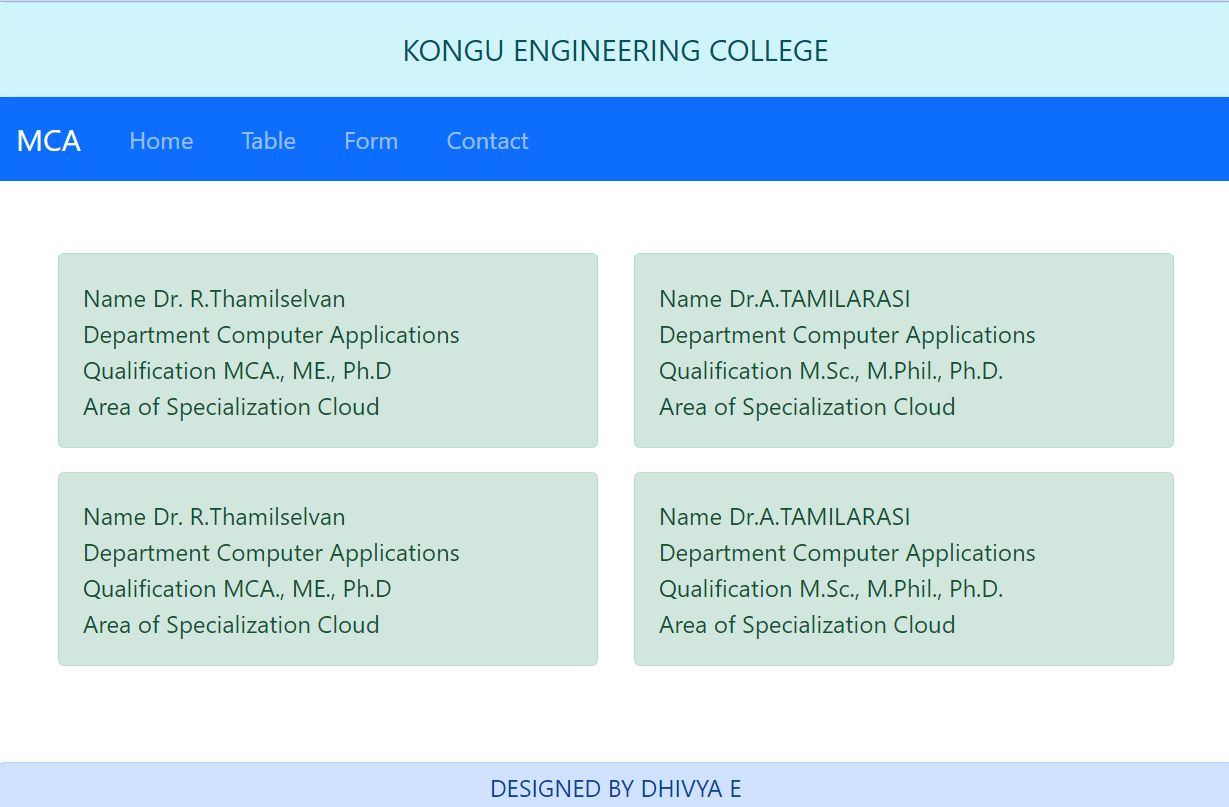 KONGU ENGINEERING COLLEGE
MCA Home Table Form Contact
Name Dr. R.Thamilselvan
Department Computer Applications
Qualification MCA., ME., Ph.D
Area of Specialization Cloud
Name Dr.A.TAMILARASI
Department Computer Applications
Qualification M.Sc., M.Phil., Ph.D.
Area of Specialization Cloud
Name Dr. R.Thamilselvan
Department Computer Applications
Qualification MCA., ME., Ph.D
Area of Specialization Cloud
Name Dr.A.TAMILARASI
Department Computer Applications
Qualification M.Sc., M.Phil., Ph.D.
Area of Specialization Cloud
DESIGNED BY DHIVYA E